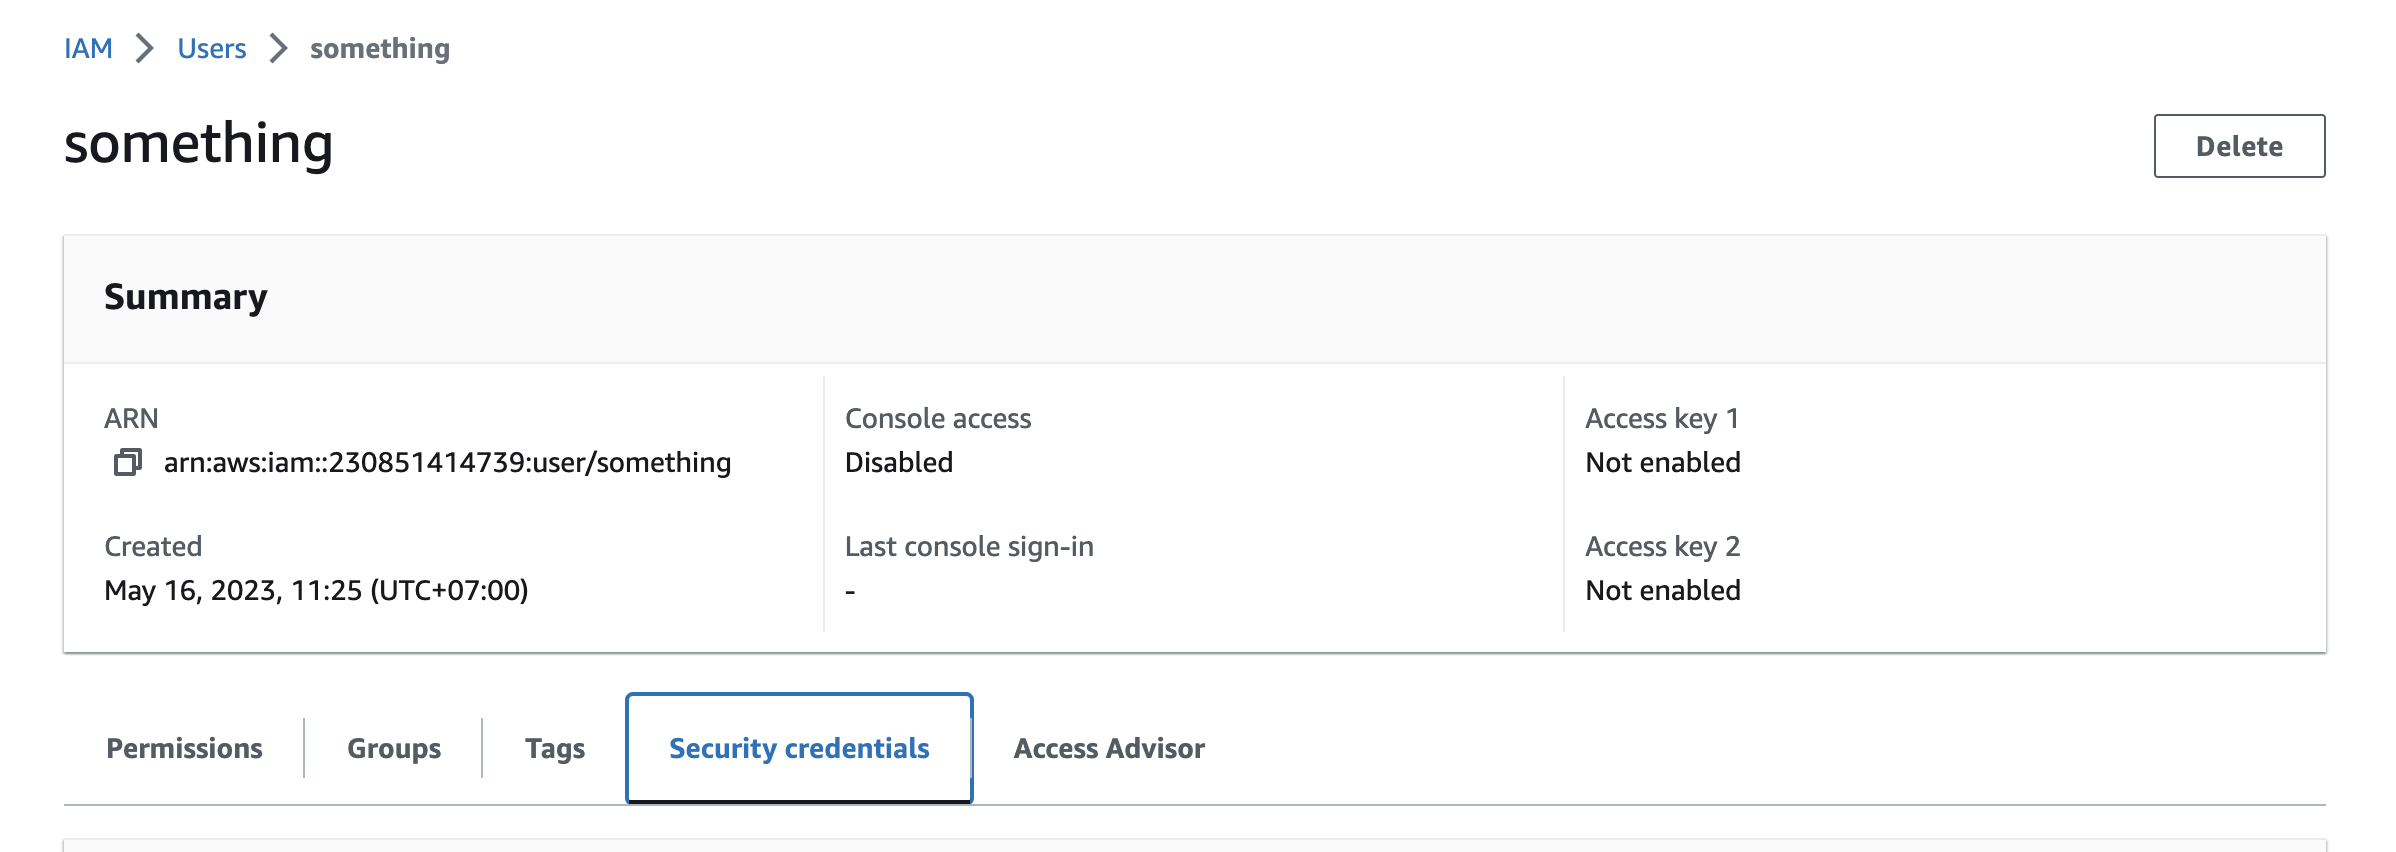 IAM > Users > something
something
Delete
Summary
ARN
arn:aws:iam::230851414739:user/something
Created
May 16, 2023, 11:25 (UTC+07:00)
Console access
Disabled
Last console sign-in
-
Access key 1
Not enabled
Access key 2
Not enabled
Permissions Groups Tags Security credentials Access Advisor